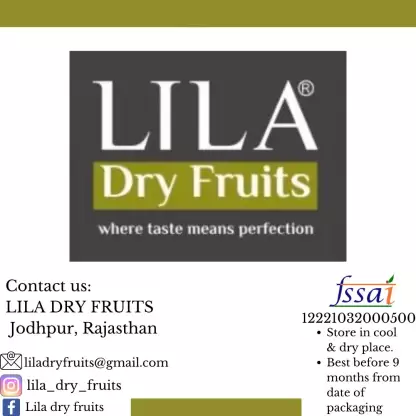 LILA®
Dry Fruits
where taste means perfection
Contact us:
LILA DRY FRUITS
Jodhpur, Rajasthan
liladryfruits@gmail.com
lila_dry_fruits
Lila dry fruits
fssai
12221032000500
• Store in cool
& dry place.
• Best before 9
months from
date of
packaging